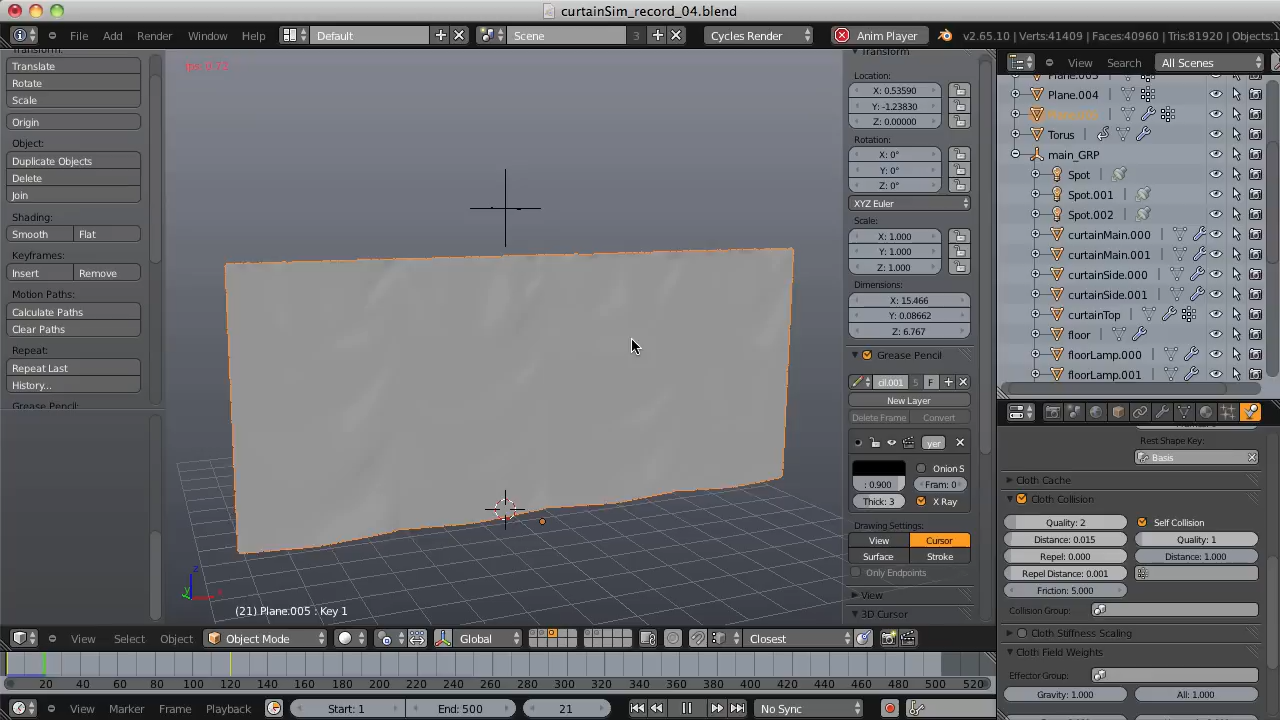 curtainSim_record_04.blend
File Add Render Window Help Default Scene 3 Cycles Render Anim Player v2.65.10 | Verts:41409 | Faces:40960 | Tris:81920 | Objects:1
Transform:
Translate
Rotate
Scale
Origin
Object:
Duplicate Objects
Delete
Join
Shading:
Smooth Flat
Keyframes:
Insert Remove
Motion Paths:
Calculate Paths
Clear Paths
Repeat:
Repeat Last
History...
Grease Pencil:
(21) Plane.005 : Key 1
Transform
Location:
X: 0.53590
Y: -1.23830
Z: 0.00000
Rotation:
X: 0°
Y: 0°
Z: 0°
XYZ Euler
Scale:
X: 1.000
Y: 1.000
Z: 1.000
Dimensions:
X: 15.466
Y: 0.08662
Z: 6.767
Grease Pencil
cil.001 5 F
New Layer
Delete Frame Convert
yer
Onion S
: 0.900 Fram: 0
Thick: 3 X Ray
Drawing Settings:
View Cursor
Surface Stroke
Only Endpoints
View
3D Cursor
View Search All Scenes
Plane.003
Plane.004
Torus
main_GRP
Spot
Spot.001
Spot.002
curtainMain.000
curtainMain.001
curtainSide.000
curtainSide.001
curtainTop
floor
floorLamp.000
floorLamp.001
Rest Shape Key:
Basis
Cloth Cache
Cloth Collision
Quality: 2 Self Collision
Distance: 0.015 Quality: 1
Repel: 0.000 Distance: 1.000
Repel Distance: 0.001
Friction: 5.000
Collision Group:
Cloth Stiffness Scaling
Cloth Field Weights
Effector Group:
Gravity: 1.000 All: 1.000
View Select Object Object Mode Global Closest
20 40 60 80 100 120 140 160 180 200 220 240 260 280 300 320 340 360 380 400 420 440 460 480 500 520
View Marker Frame Playback Start: 1 End: 500 21 No Sync